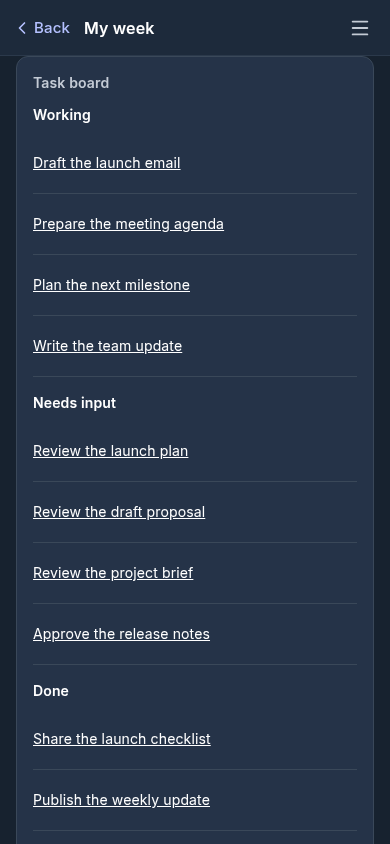 Back My week
Task board
Working
Draft the launch email
Prepare the meeting agenda
Plan the next milestone
Write the team update
Needs input
Review the launch plan
Review the draft proposal
Review the project brief
Approve the release notes
Done
Share the launch checklist
Publish the weekly update